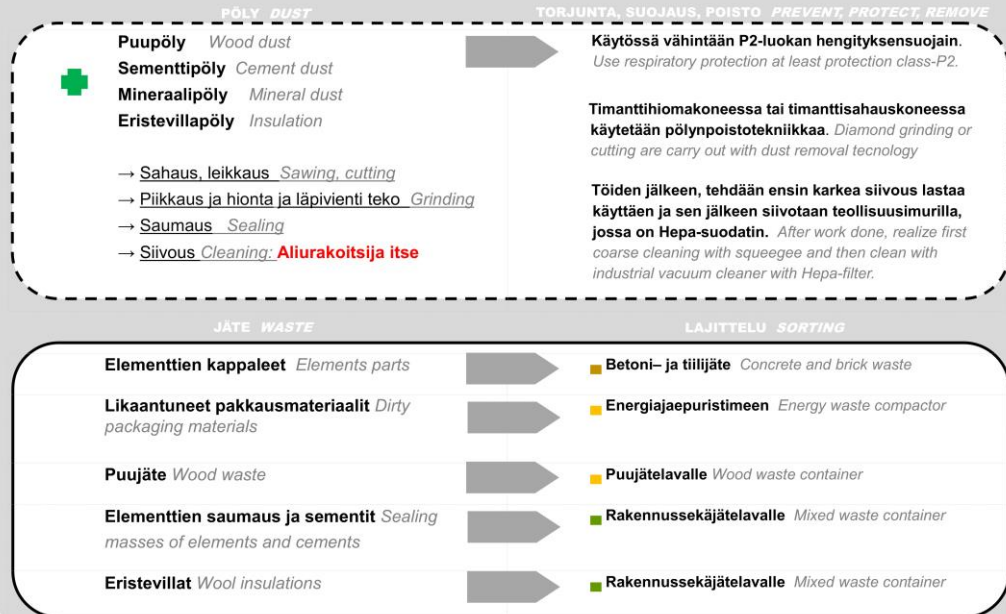 PÖLY DUST
TORJUNTA, SUOJAUS, POISTO PREVENT, PROTECT, REMOVE
Puupöly Wood dust
Sementtipöly Cement dust
Mineraalipöly Mineral dust
Eristevillapöly Insulation
→ Sahaus, leikkaus Sawing, cutting
→ Piikkaus ja hionta ja läpivienti teko Grinding
→ Saumaus Sealing
→ Siivous Cleaning: Aliurakoitsija itse
Käytössä vähintään P2-luokan hengityksensuojain.
Use respiratory protection at least protection class-P2.
Timanttihiomakoneessa tai timanttisahauskoneessa
käytetään pölynpoistotekniikkaa. Diamond grinding or
cutting are carry out with dust removal tecnology
Töiden jälkeen, tehdään ensin karkea siivous lastaa
käyttäen ja sen jälkeen siivotaan teollisuusimurilla,
jossa on Hepa-suodatin. After work done, realize first
coarse cleaning with squeegee and then clean with
industrial vacuum cleaner with Hepa-filter.
JÄTE WASTE
LAJITTELU SORTING
Elementtien kappaleet Elements parts
Betoni– ja tiilijäte Concrete and brick waste
Likaantuneet pakkausmateriaalit Dirty
packaging materials
Energiajaepuristimeen Energy waste compactor
Puujäte Wood waste
Puujätelavalle Wood waste container
Elementtien saumaus ja sementit Sealing
masses of elements and cements
Rakennussekäjätelavalle Mixed waste container
Eristevillat Wool insulations
Rakennussekäjätelavalle Mixed waste container